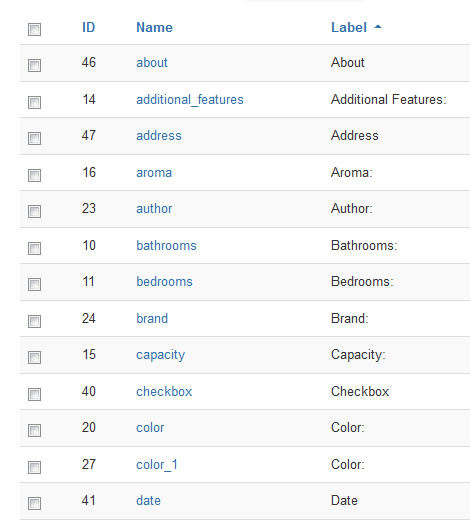 ID Name Label
46 about About
14 additional_features Additional Features:
47 address Address
16 aroma Aroma:
23 author Author:
10 bathrooms Bathrooms:
11 bedrooms Bedrooms:
24 brand Brand:
15 capacity Capacity:
40 checkbox Checkbox
20 color Color:
27 color_1 Color:
41 date Date